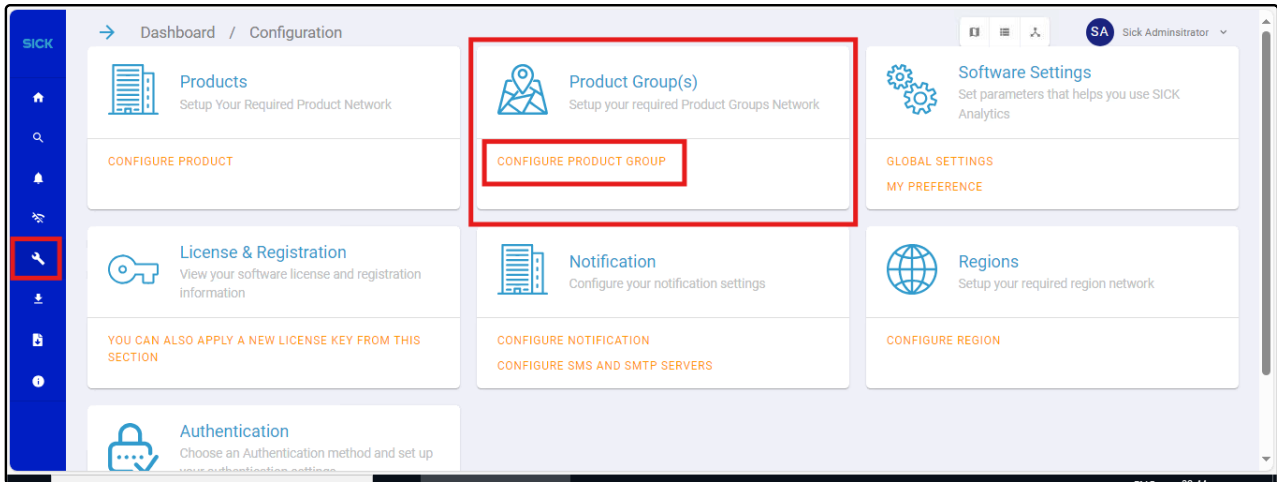 SICK
Dashboard / Configuration
SA Sick Adminsitrator
Products
Setup Your Required Product Network
CONFIGURE PRODUCT
Product Group(s)
Setup your required Product Groups Network
CONFIGURE PRODUCT GROUP
Software Settings
Set parameters that helps you use SICK
Analytics
GLOBAL SETTINGS
MY PREFERENCE
License & Registration
View your software license and registration
information
YOU CAN ALSO APPLY A NEW LICENSE KEY FROM THIS
SECTION
Notification
Configure your notification settings
CONFIGURE NOTIFICATION
CONFIGURE SMS AND SMTP SERVERS
Regions
Setup your required region network
CONFIGURE REGION
Authentication
Choose an Authentication method and set up
your authentication settings